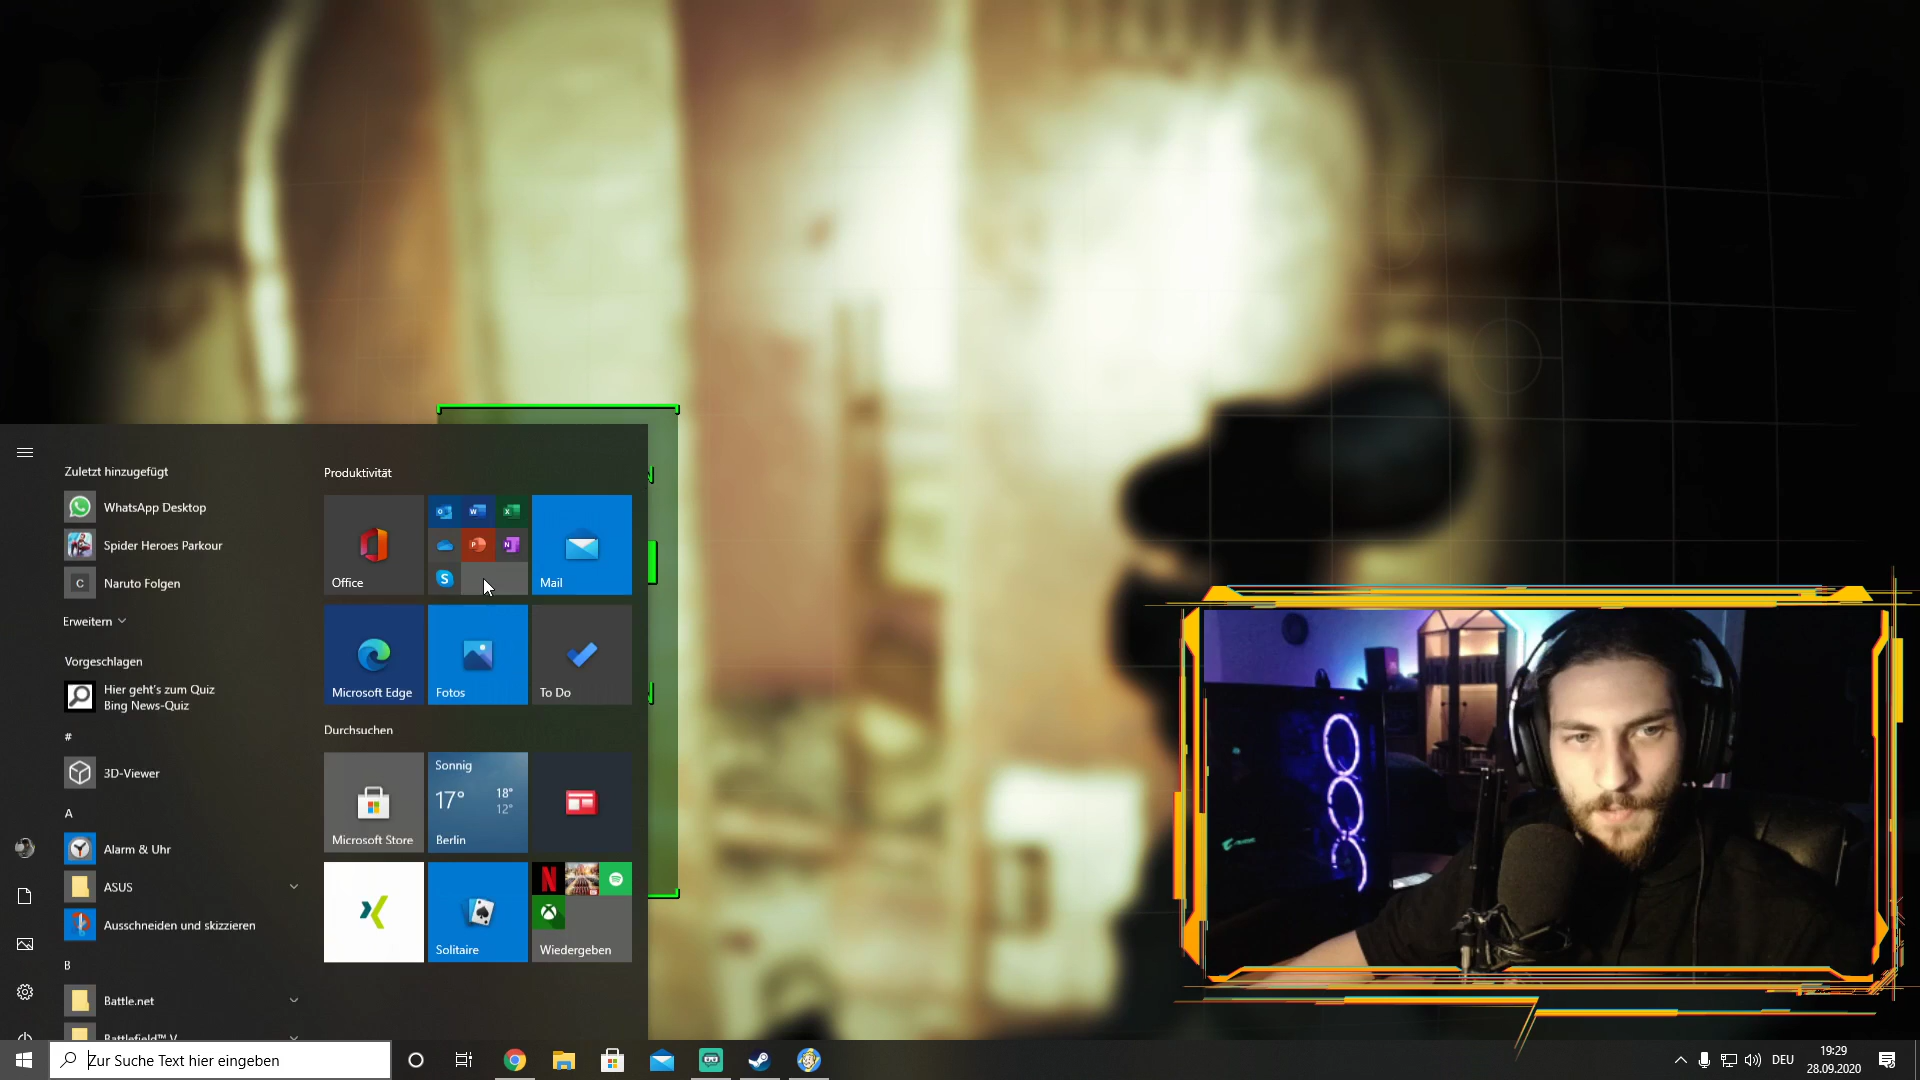 Zuletzt hinzugefügt
WhatsApp Desktop
Spider Heroes Parkour
C
Naruto Folgen
Erweitern
Vorgeschlagen
Hier geht's zum Quiz
Bing News-Quiz
#
3D-Viewer
A
Alarm & Uhr
ASUS
Ausschneiden und skizzieren
B
Battle.net
Battlefield™ V
Produktivität
Office
Mail
Microsoft Edge
Fotos
To Do
Durchsuchen
Microsoft Store
Sonnig
17°
18°
12°
Berlin
Solitaire
Wiedergeben
Zur Suche Text hier eingeben
DEU
19:29
28.09.2020